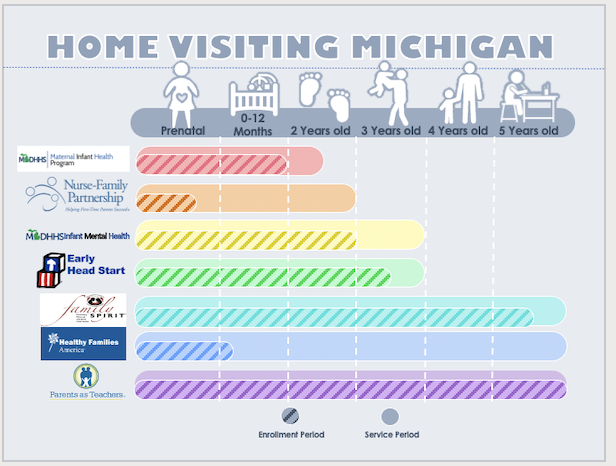 HOME VISITING MICHIGAN
Prenatal
0-12
Months
2 Years old
3 Years old
4 Years old
5 Years old
MDHHS
Maternal Infant Health
Program
Nurse-Family
Partnership
Helping First-Time Parents Succeed
MDHHS Infant Mental Health
Early
Head Start
family
SPIRIT
Healthy Families
America
Parents as Teachers.
Enrollment Period
Service Period